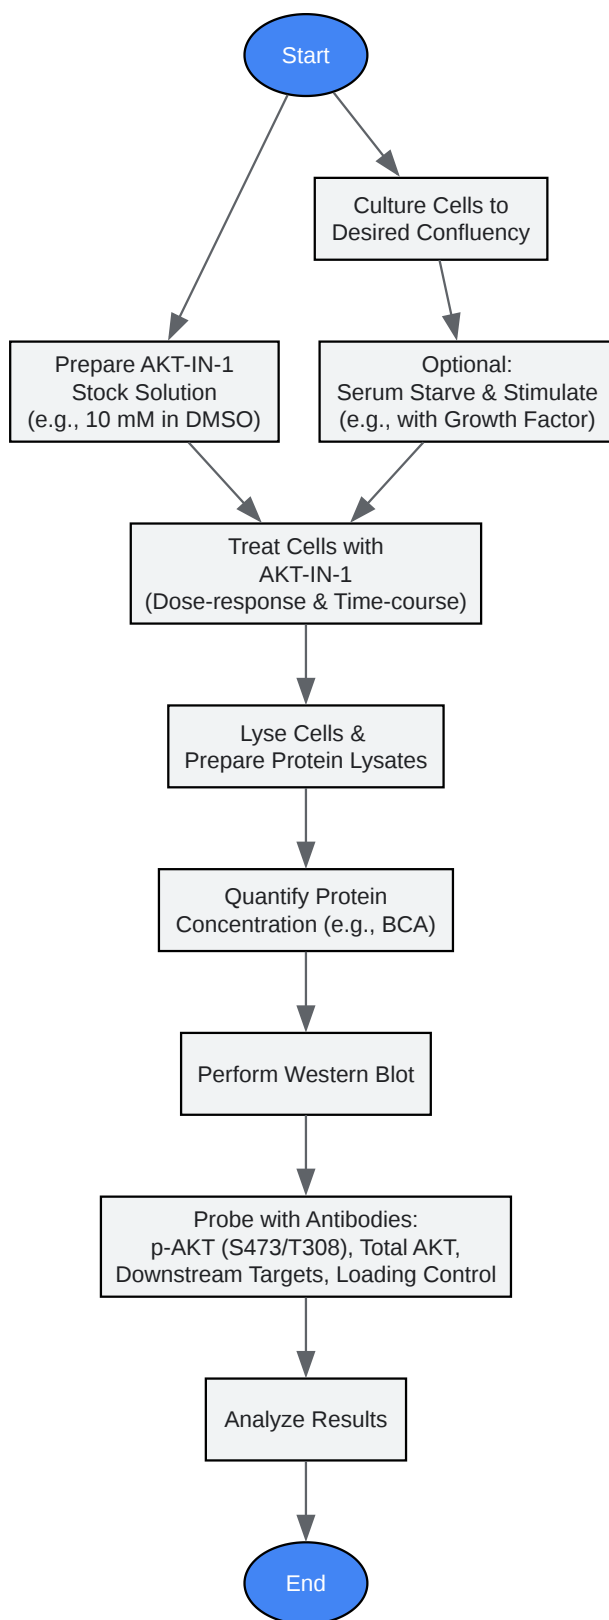 Start
Culture Cells to
Desired Confluency
Prepare AKT-IN-1
Stock Solution
(e.g., 10 mM in DMSO)
Optional:
Serum Starve & Stimulate
(e.g., with Growth Factor)
Treat Cells with
AKT-IN-1
(Dose-response & Time-course)
Lyse Cells &
Prepare Protein Lysates
Quantify Protein
Concentration (e.g., BCA)
Perform Western Blot
Probe with Antibodies:
p-AKT (S473/T308), Total AKT,
Downstream Targets, Loading Control
Analyze Results
End